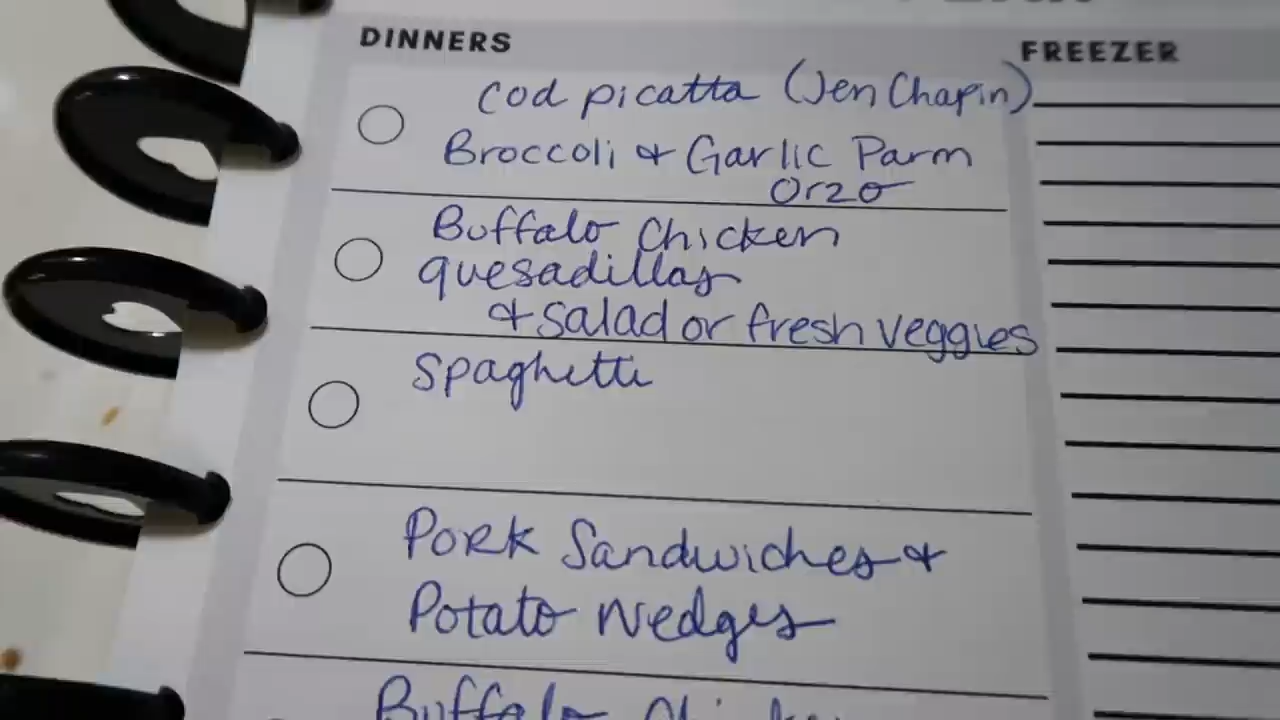 DINNERS
FREEZER
Cod picatta (Jen Chapin)
Broccoli & Garlic Parm
Orzo
Buffalo Chicken
quesadillas
& salad or fresh veggies
Spaghetti
Pork Sandwiches &
Potato Wedges
Buffalo